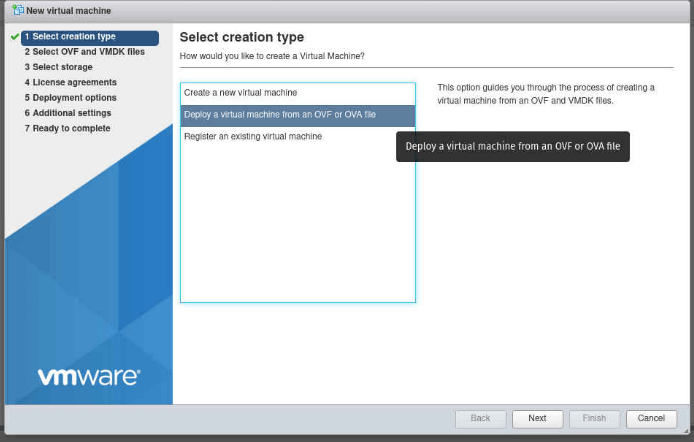 New virtual machine
1 Select creation type
2 Select OVF and VMDK files
3 Select storage
4 License agreements
5 Deployment options
6 Additional settings
7 Ready to complete
vmware®
Select creation type
How would you like to create a Virtual Machine?
Create a new virtual machine
Deploy a virtual machine from an OVF or OVA file
Register an existing virtual machine
This option guides you through the process of creating a
virtual machine from an OVF and VMDK files.
Deploy a virtual machine from an OVF or OVA file
Back
Next
Finish
Cancel